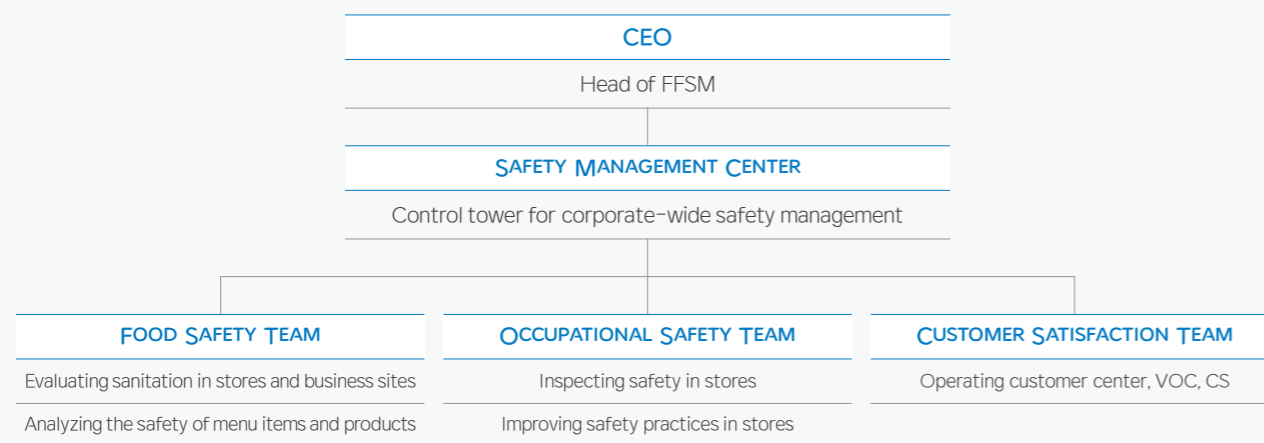 CEO
Head of FFSM
SAFETY MANAGEMENT CENTER
Control tower for corporate-wide safety management
FOOD SAFETY TEAM
Evaluating sanitation in stores and business sites
Analyzing the safety of menu items and products
OCCUPATIONAL SAFETY TEAM
Inspecting safety in stores
Improving safety practices in stores
CUSTOMER SATISFACTION TEAM
Operating customer center, VOC, CS